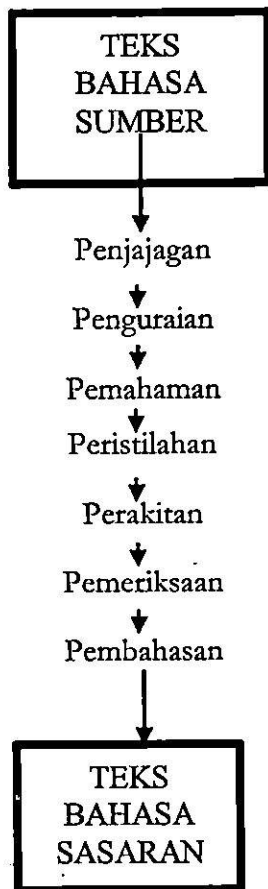 TEKS
BAHASA
SUMBER
Penjajagan
Penguraian
Pemahaman
Peristilahan
Perakitan
Pemeriksaan
Pembahasan
TEKS
BAHASA
SASARAN